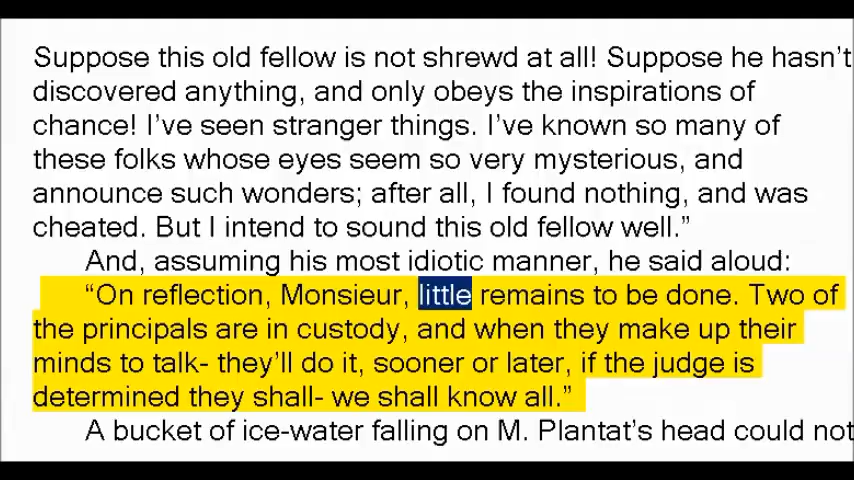 Suppose this old fellow is not shrewd at all! Suppose he hasn’t
discovered anything, and only obeys the inspirations of
chance! I’ve seen stranger things. I’ve known so many of
these folks whose eyes seem so very mysterious, and
announce such wonders; after all, I found nothing, and was
cheated. But I intend to sound this old fellow well.”
And, assuming his most idiotic manner, he said aloud:
“On reflection, Monsieur, little remains to be done. Two of
the principals are in custody, and when they make up their
minds to talk- they’ll do it, sooner or later, if the judge is
determined they shall- we shall know all.”
A bucket of ice-water falling on M. Plantat’s head could not